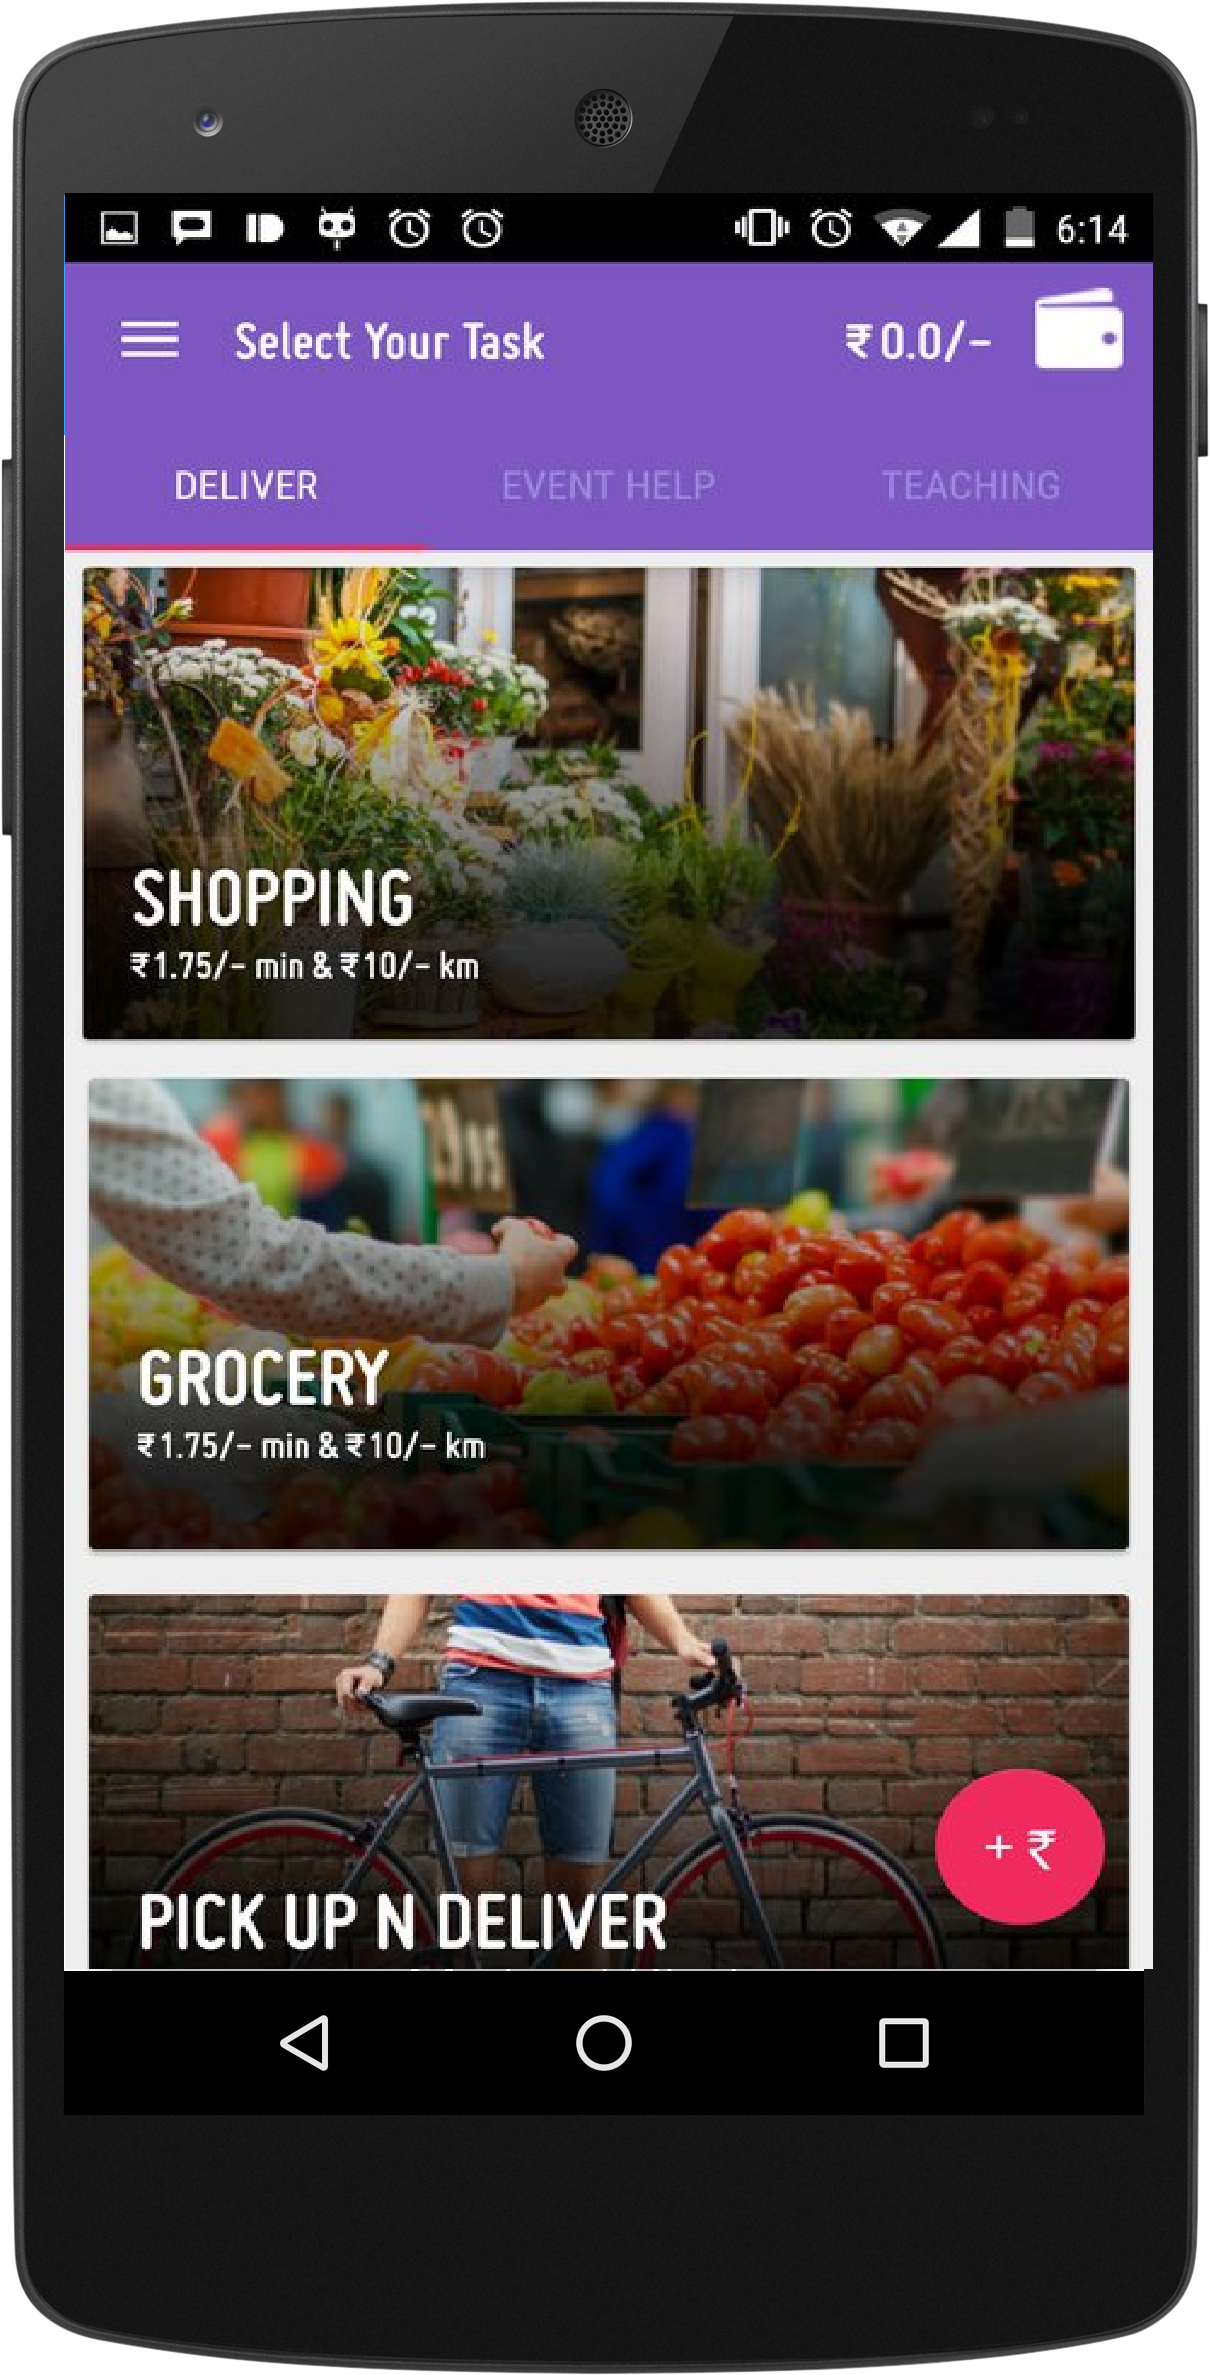 6:14
Select Your Task
₹0.0/-
DELIVER EVENT HELP TEACHING
SHOPPING
₹1.75/- min & ₹10/- km
GROCERY
₹1.75/- min & ₹10/- km
+ ₹
PICK UP N DELIVER